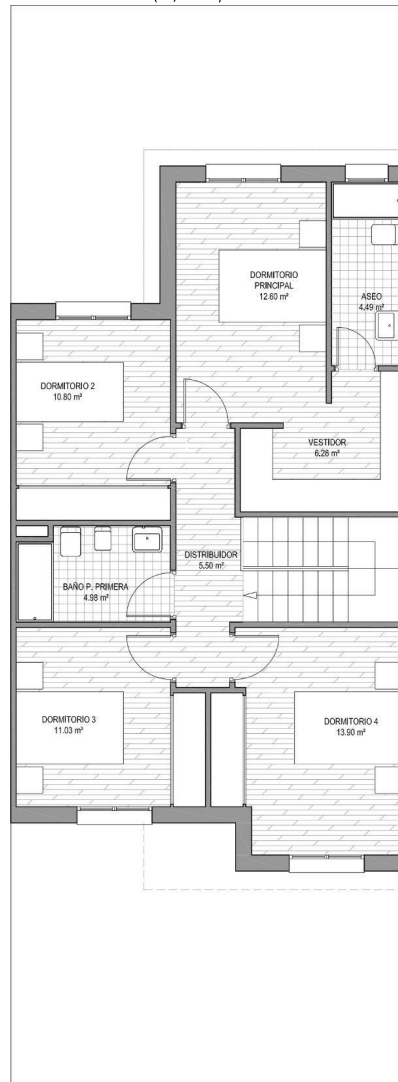 DORMITORIO
PRINCIPAL
12.60 m²
ASEO
4.49 m²
DORMITORIO 2
10.80 m²
VESTIDOR
6.28 m²
DISTRIBUIDOR
5.50 m²
BAÑO P. PRIMERA
4.98 m²
DORMITORIO 3
11.03 m²
DORMITORIO 4
13.90 m²